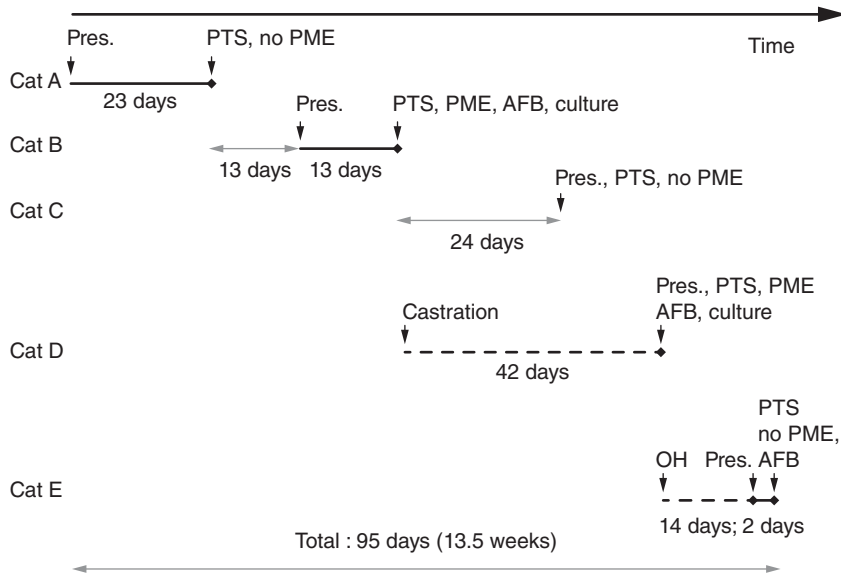 Time
Pres.
PTS, no PME
Cat A
23 days
Pres.
PTS, PME, AFB, culture
Cat B
13 days
13 days
Pres., PTS, no PME
Cat C
24 days
Pres., PTS, PME
AFB, culture
Castration
Cat D
42 days
PTS
no PME,
OH Pres. AFB
Cat E
14 days; 2 days
Total : 95 days (13.5 weeks)